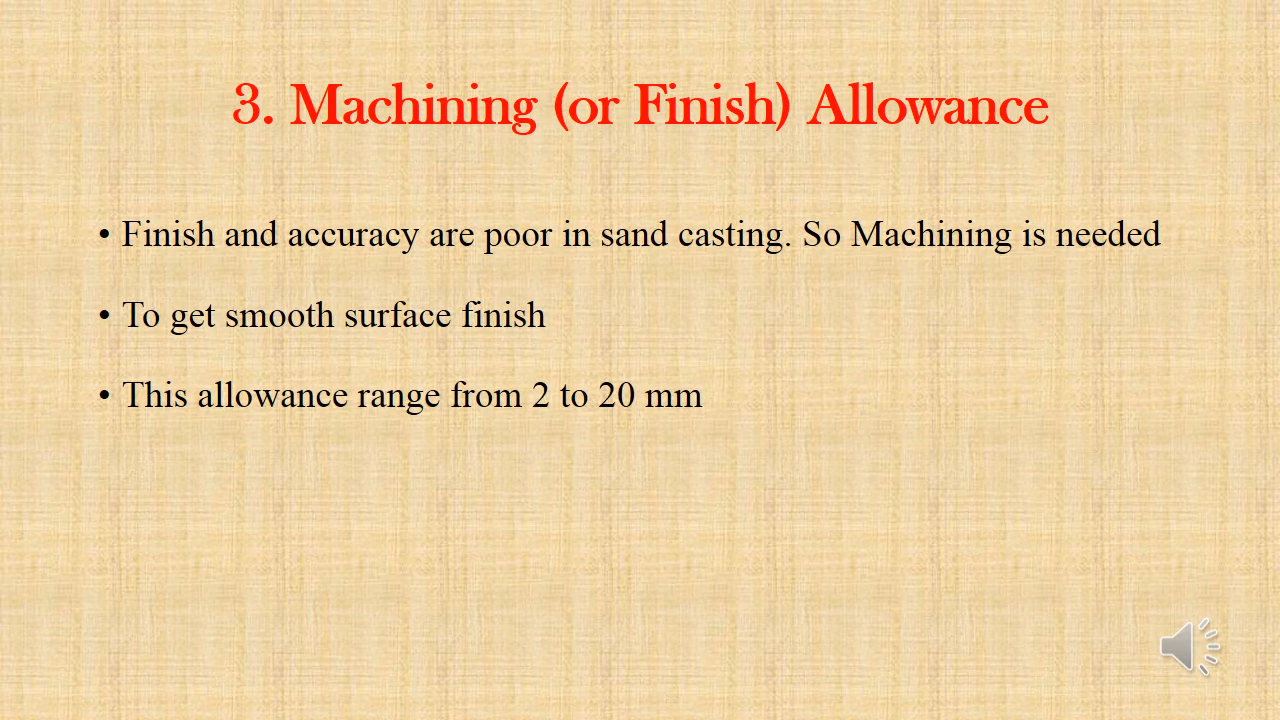 3. Machining (or Finish) Allowance
• Finish and accuracy are poor in sand casting. So Machining is needed
• To get smooth surface finish
• This allowance range from 2 to 20 mm